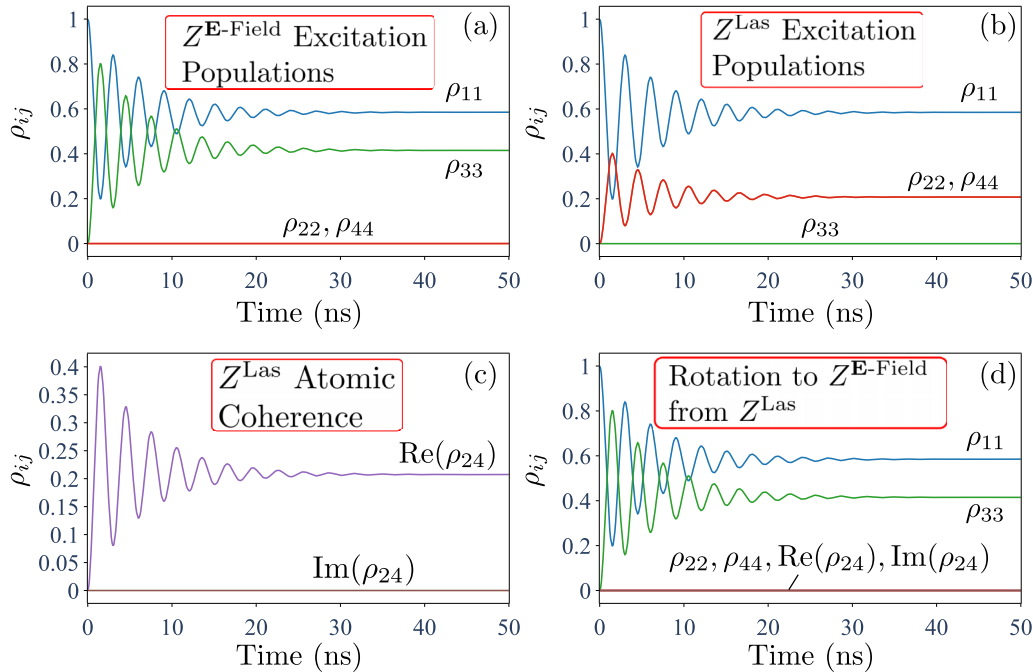 (a)
Z^E-Field Excitation
Populations
ρ₁₁
ρ₃₃
ρ₂₂, ρ₄₄
ρᵢⱼ
1
0.8
0.6
0.4
0.2
0
0 10 20 30 40 50
Time (ns)
(b)
Z^Las Excitation
Populations
ρ₁₁
ρ₂₂, ρ₄₄
ρ₃₃
ρᵢⱼ
1
0.8
0.6
0.4
0.2
0
0 10 20 30 40 50
Time (ns)
(c)
Z^Las Atomic
Coherence
Re(ρ₂₄)
Im(ρ₂₄)
ρᵢⱼ
0.4
0.35
0.3
0.25
0.2
0.15
0.1
0.05
0
0 10 20 30 40 50
Time (ns)
(d)
Rotation to Z^E-Field
from Z^Las
ρ₁₁
ρ₃₃
ρ₂₂, ρ₄₄, Re(ρ₂₄), Im(ρ₂₄)
ρᵢⱼ
1
0.8
0.6
0.4
0.2
0
0 10 20 30 40 50
Time (ns)